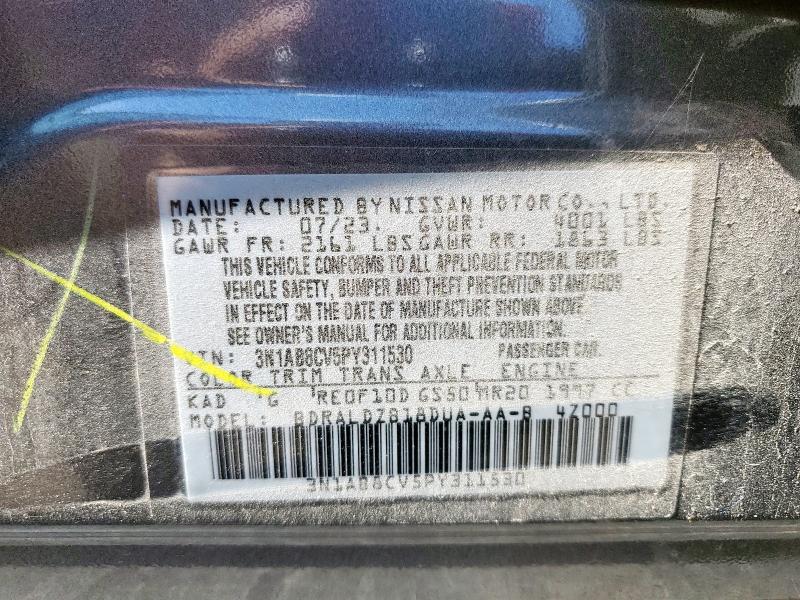 MANUFACTURED BY NISSAN MOTOR CO., LTD.
DATE: 07/23. GVWR: 4001 LBS
GAWR FR: 2161 LBS GAWR RR: 1863 LBS
THIS VEHICLE CONFORMS TO ALL APPLICABLE FEDERAL MOTOR
VEHICLE SAFETY, BUMPER AND THEFT PREVENTION STANDARDS
IN EFFECT ON THE DATE OF MANUFACTURE SHOWN ABOVE.
SEE OWNER'S MANUAL FOR ADDITIONAL INFORMATION.
VIN: 3N1AB8CV5PY311530 PASSENGER CAR.
COLOR TRIM TRANS AXLE ENGINE
KAD G RE0F10D GS50 MR20 1997 CC
MODEL: BDRALDZ818DUA-AA-B 4Z000
3N1AB8CV5PY311530